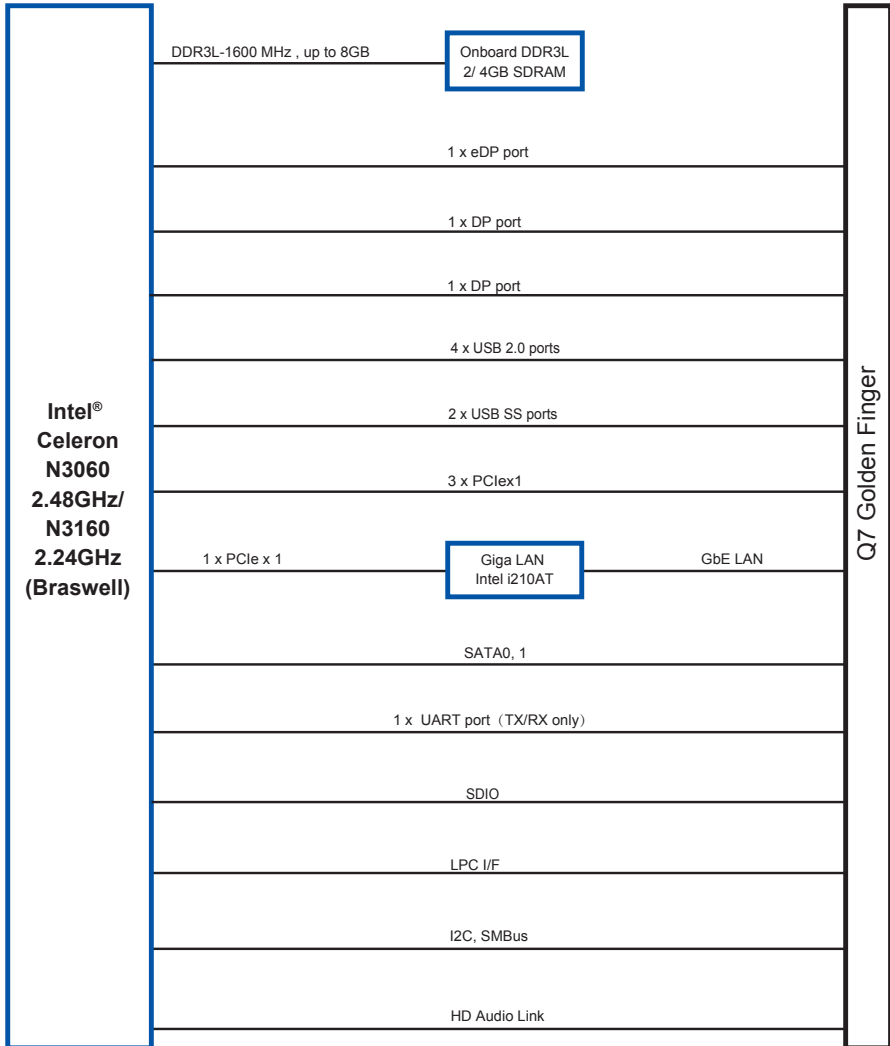 DDR3L-1600 MHz , up to 8GB
Onboard DDR3L
2/ 4GB SDRAM
1 x eDP port
1 x DP port
1 x DP port
4 x USB 2.0 ports
2 x USB SS ports
3 x PCIex1
Intel®
Celeron
N3060
2.48GHz/
N3160
2.24GHz
(Braswell)
1 x PCIe x 1
Giga LAN
Intel i210AT
GbE LAN
SATA0, 1
1 x  UART port（TX/RX only）
SDIO
LPC I/F
I2C, SMBus
HD Audio Link
Q7 Golden Finger